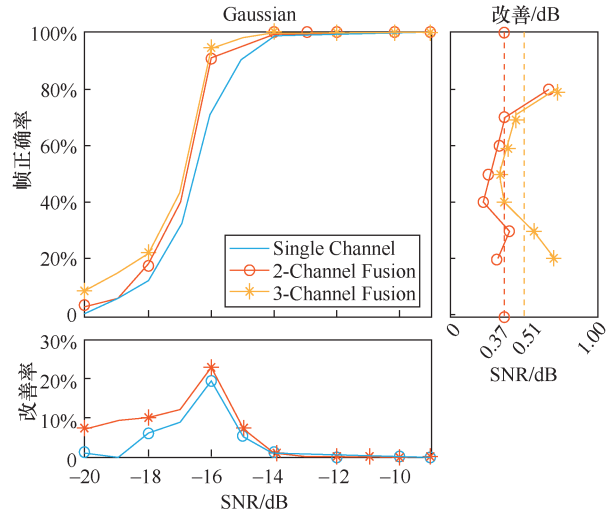 Gaussian
100%
80%
60%
40%
20%
0
帧正确率
Single Channel
2-Channel Fusion
3-Channel Fusion
改善/dB
0
0.37
0.51
1.00
SNR/dB
30%
20%
10%
0
改善率
−20
−18
−16
−14
−12
−10
SNR/dB